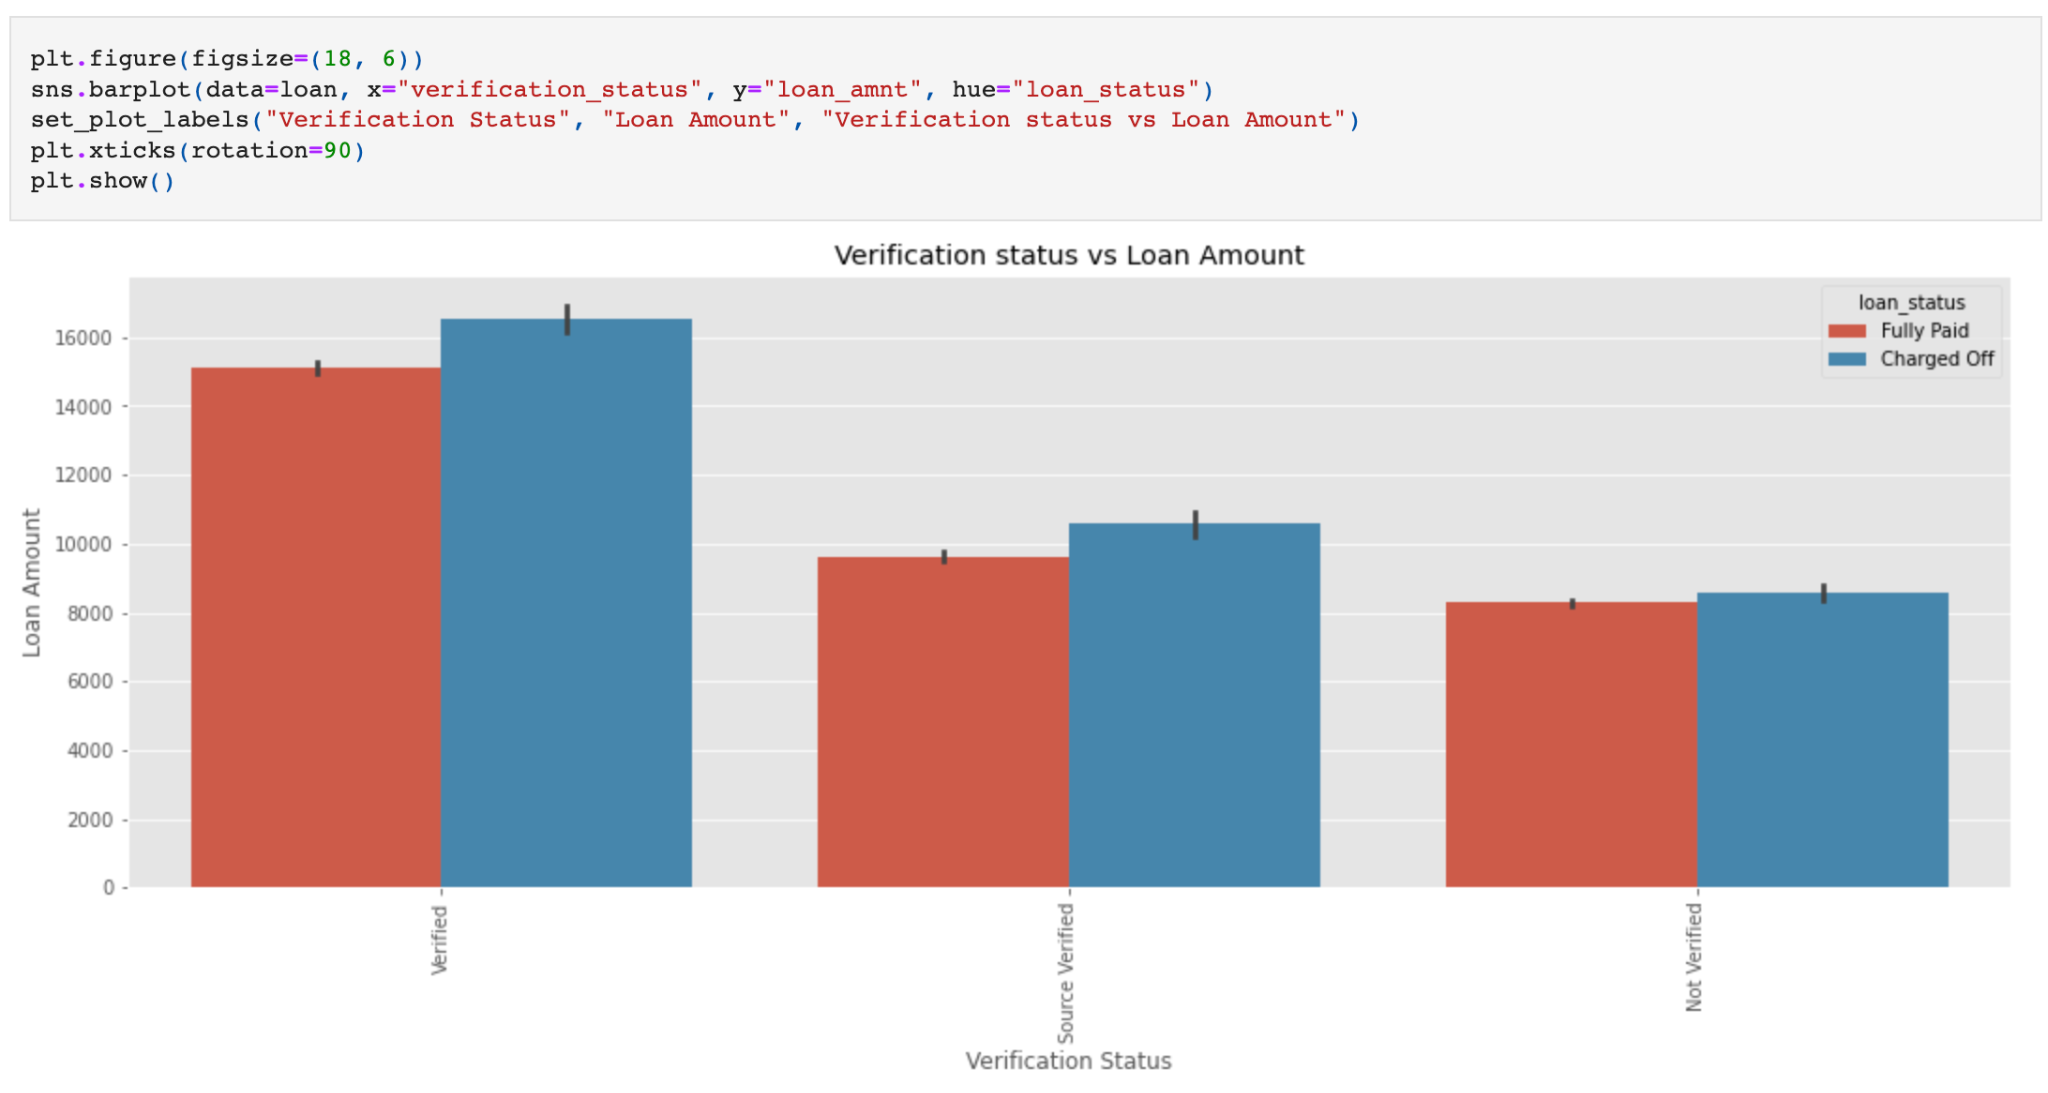 plt.figure(figsize=(18, 6))
sns.barplot(data=loan, x="verification_status", y="loan_amnt", hue="loan_status")
set_plot_labels("Verification Status", "Loan Amount", "Verification status vs Loan Amount")
plt.xticks(rotation=90)
plt.show()
Verification status vs Loan Amount
loan_status
Fully Paid
Charged Off
16000
14000
12000
10000
8000
6000
4000
2000
0
Loan Amount
Verified
Source Verified
Not Verified
Verification Status